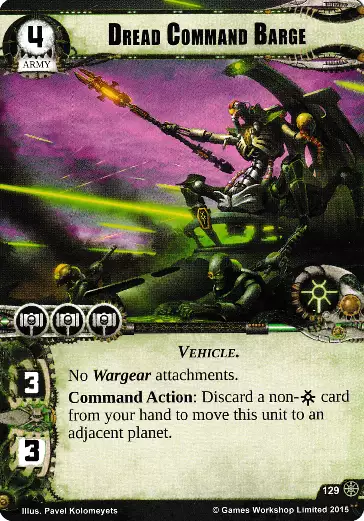 4
ARMY
DREAD COMMAND BARGE
VEHICLE.
3
No Wargear attachments.
Command Action: Discard a non- card
from your hand to move this unit to an
adjacent planet.
3
129
Illus. Pavel Kolomeyets
© Games Workshop Limited 2015